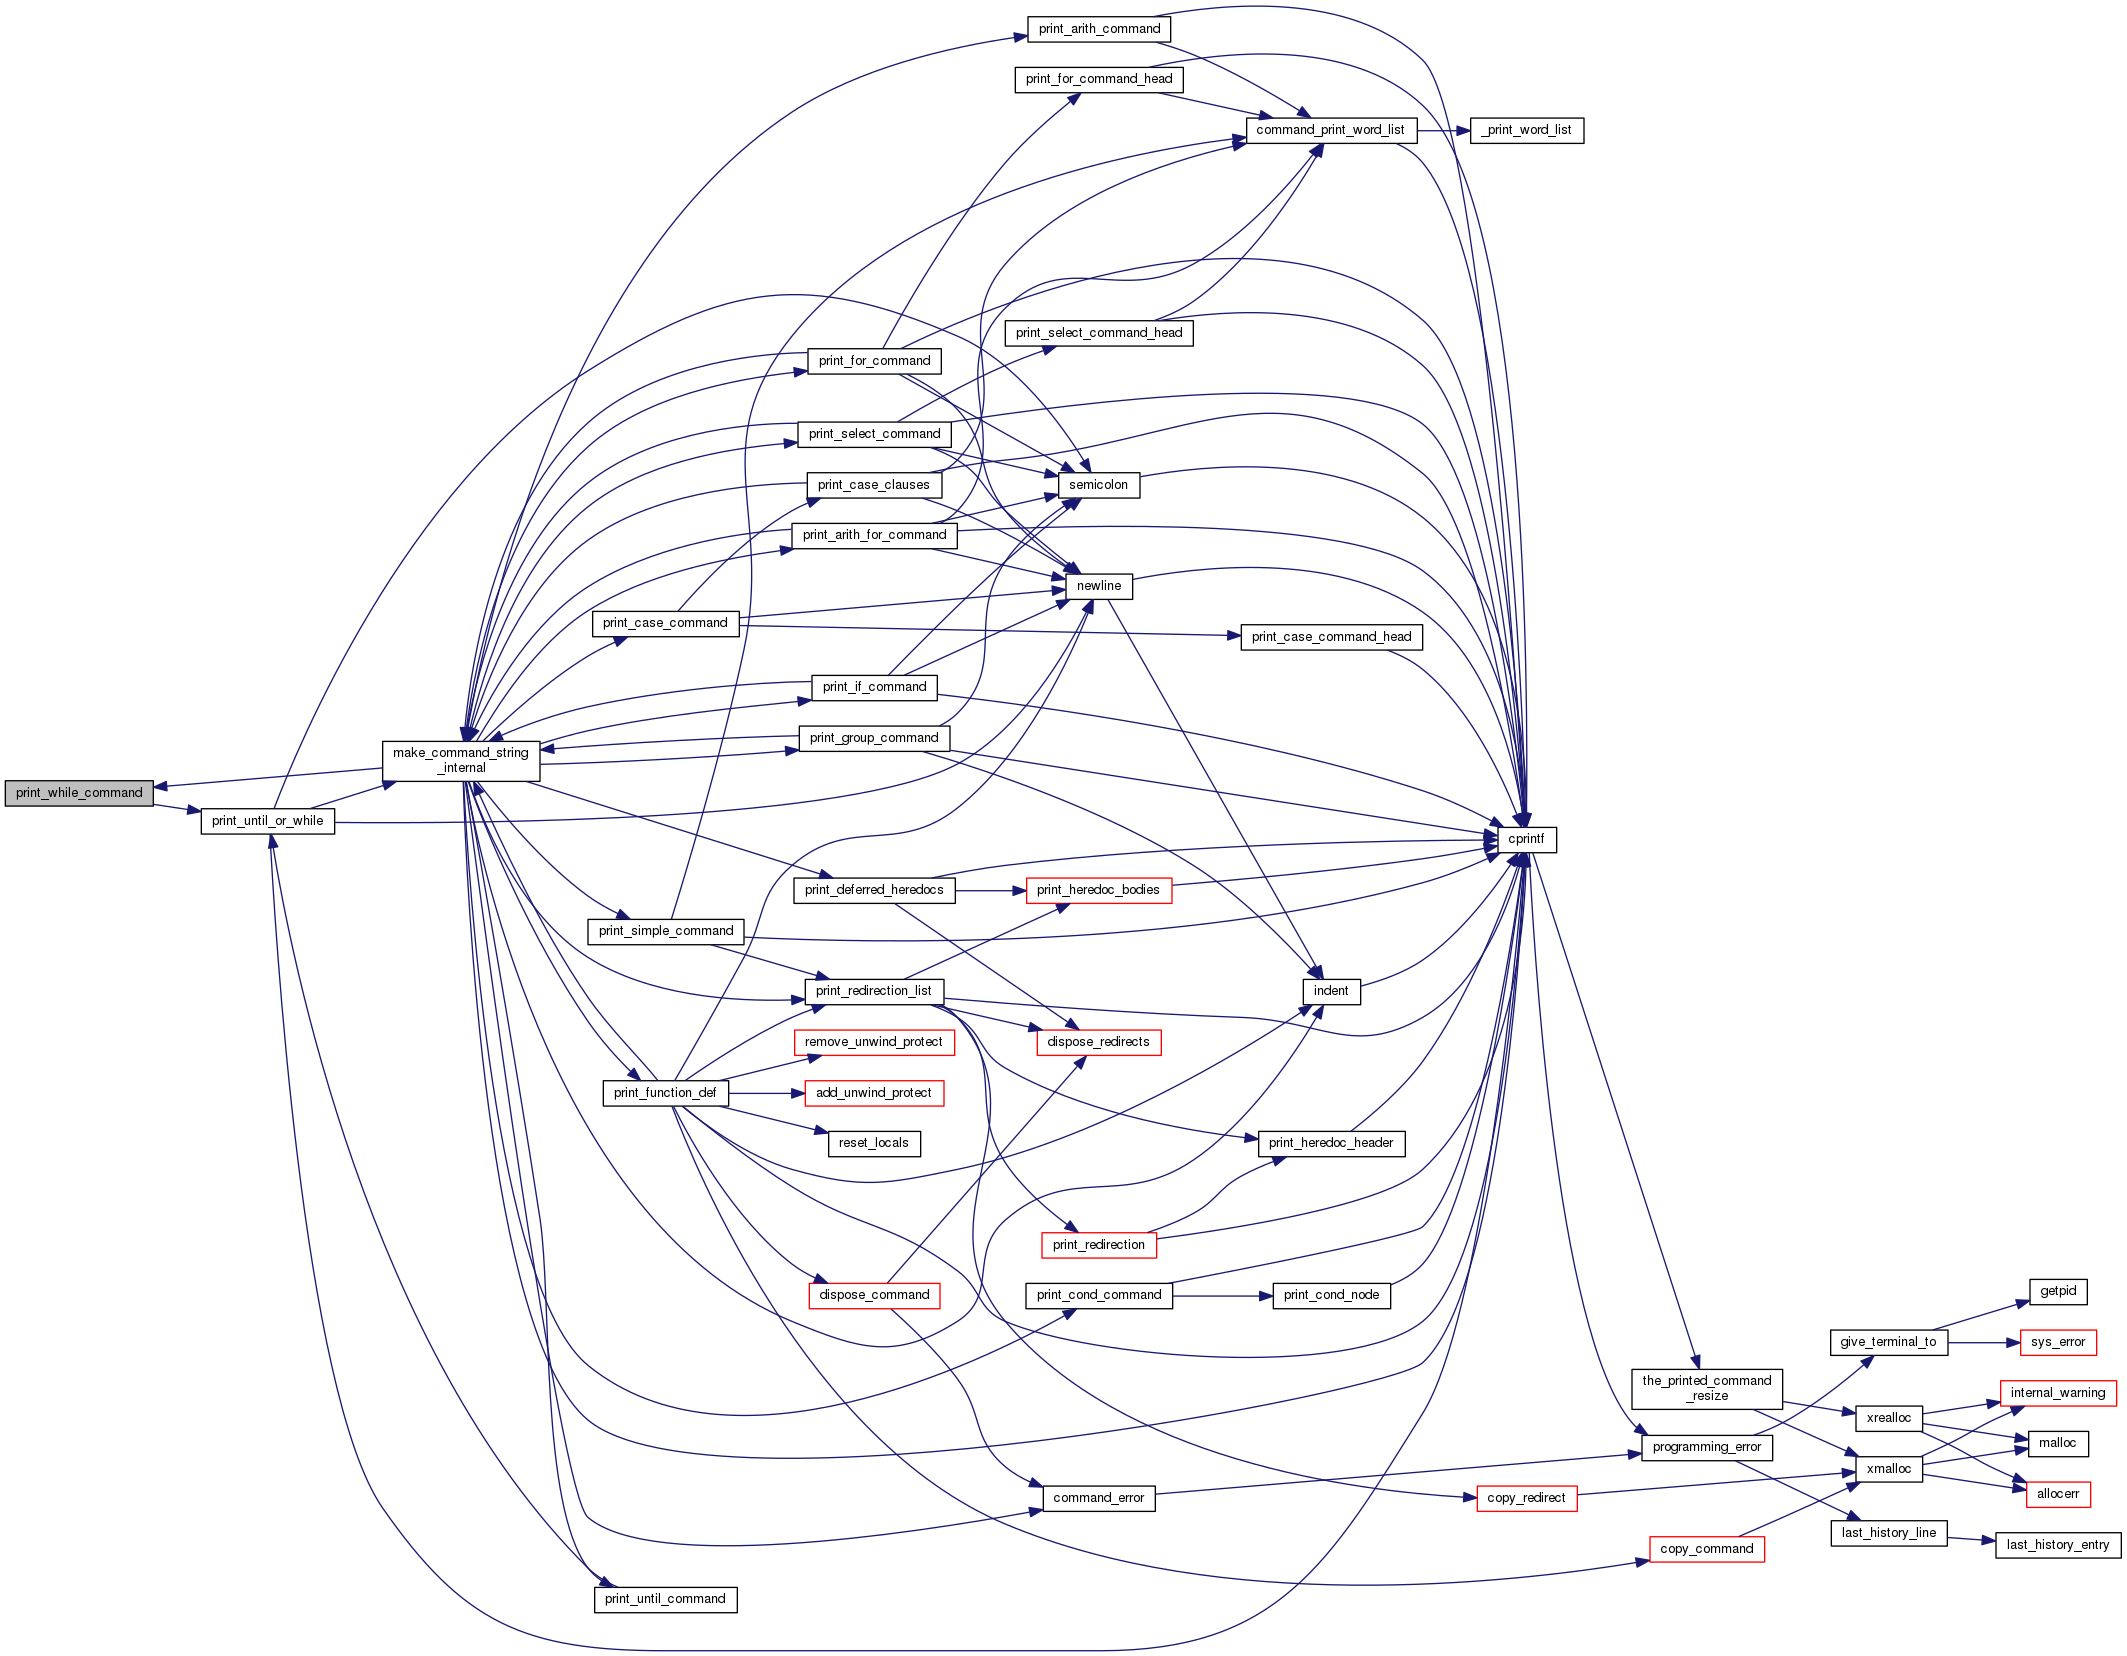 print_arith_command
print_for_command_head
command_print_word_list
_print_word_list
print_select_command_head
print_for_command
print_select_command
print_case_clauses
semicolon
print_arith_for_command
newline
print_case_command
print_case_command_head
print_if_command
print_group_command
make_command_string
_internal
print_while_command
print_until_or_while
cprintf
print_deferred_heredocs
print_heredoc_bodies
print_simple_command
print_redirection_list
indent
remove_unwind_protect
dispose_redirects
print_function_def
add_unwind_protect
reset_locals
print_heredoc_header
print_redirection
dispose_command
print_cond_command
print_cond_node
getpid
give_terminal_to
sys_error
the_printed_command
_resize
internal_warning
xrealloc
programming_error
malloc
xmalloc
command_error
copy_redirect
allocerr
last_history_line
last_history_entry
copy_command
print_until_command